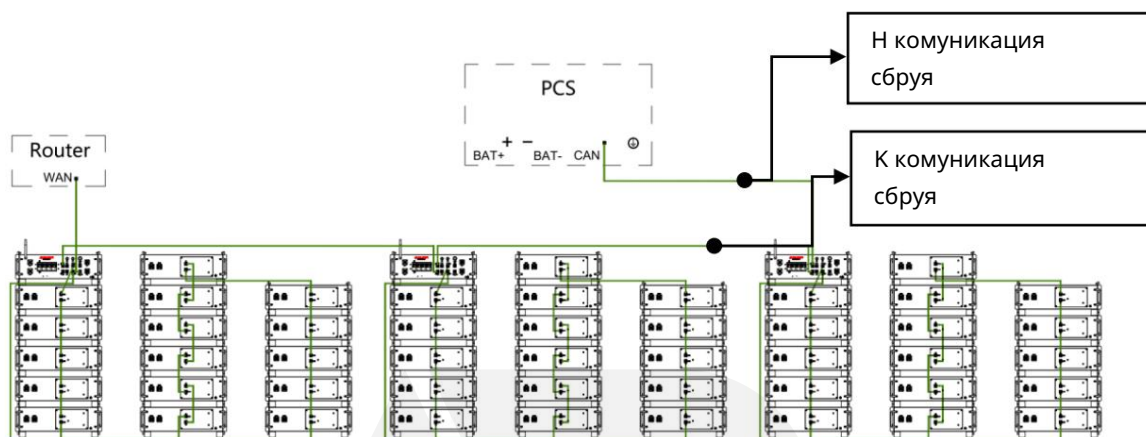 Н комуникация
сбруя
PCS
BAT+
BAT-
CAN
К комуникация
сбруя
Router
WAN